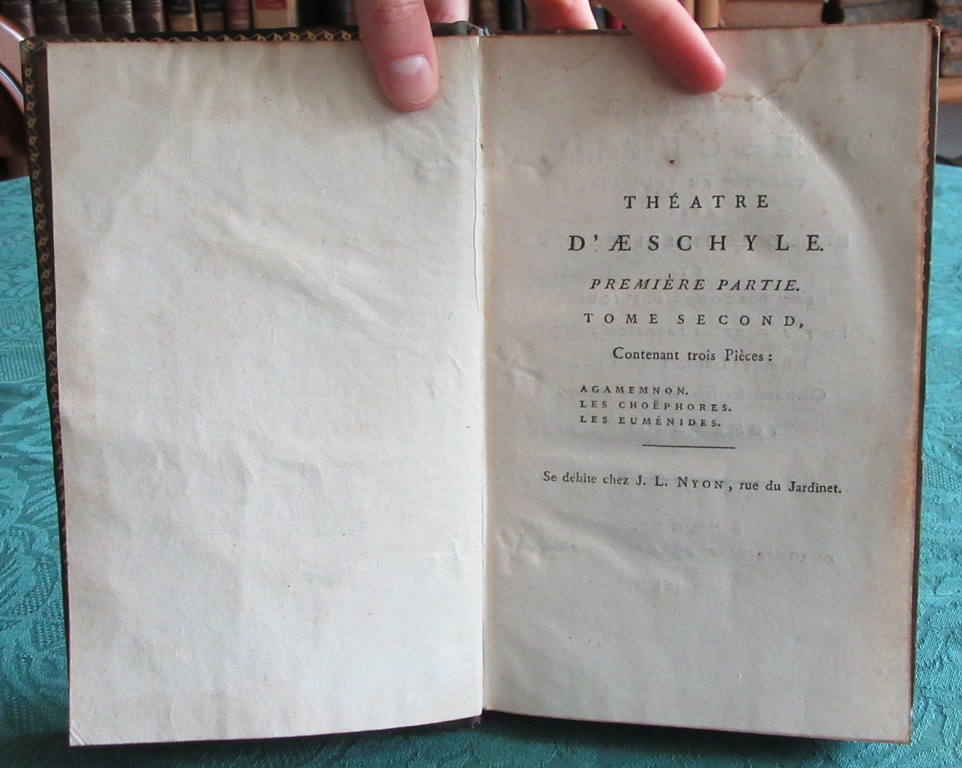 THÉATRE
D'ÆSCHYLE.
PREMIÈRE PARTIE.
TOME SECOND,
Contenant trois Pièces :
AGAMEMNON.
LES CHOËPHORES.
LES EUMÉNIDES.
Se débite chez J. L. NYON, rue du Jardinet.